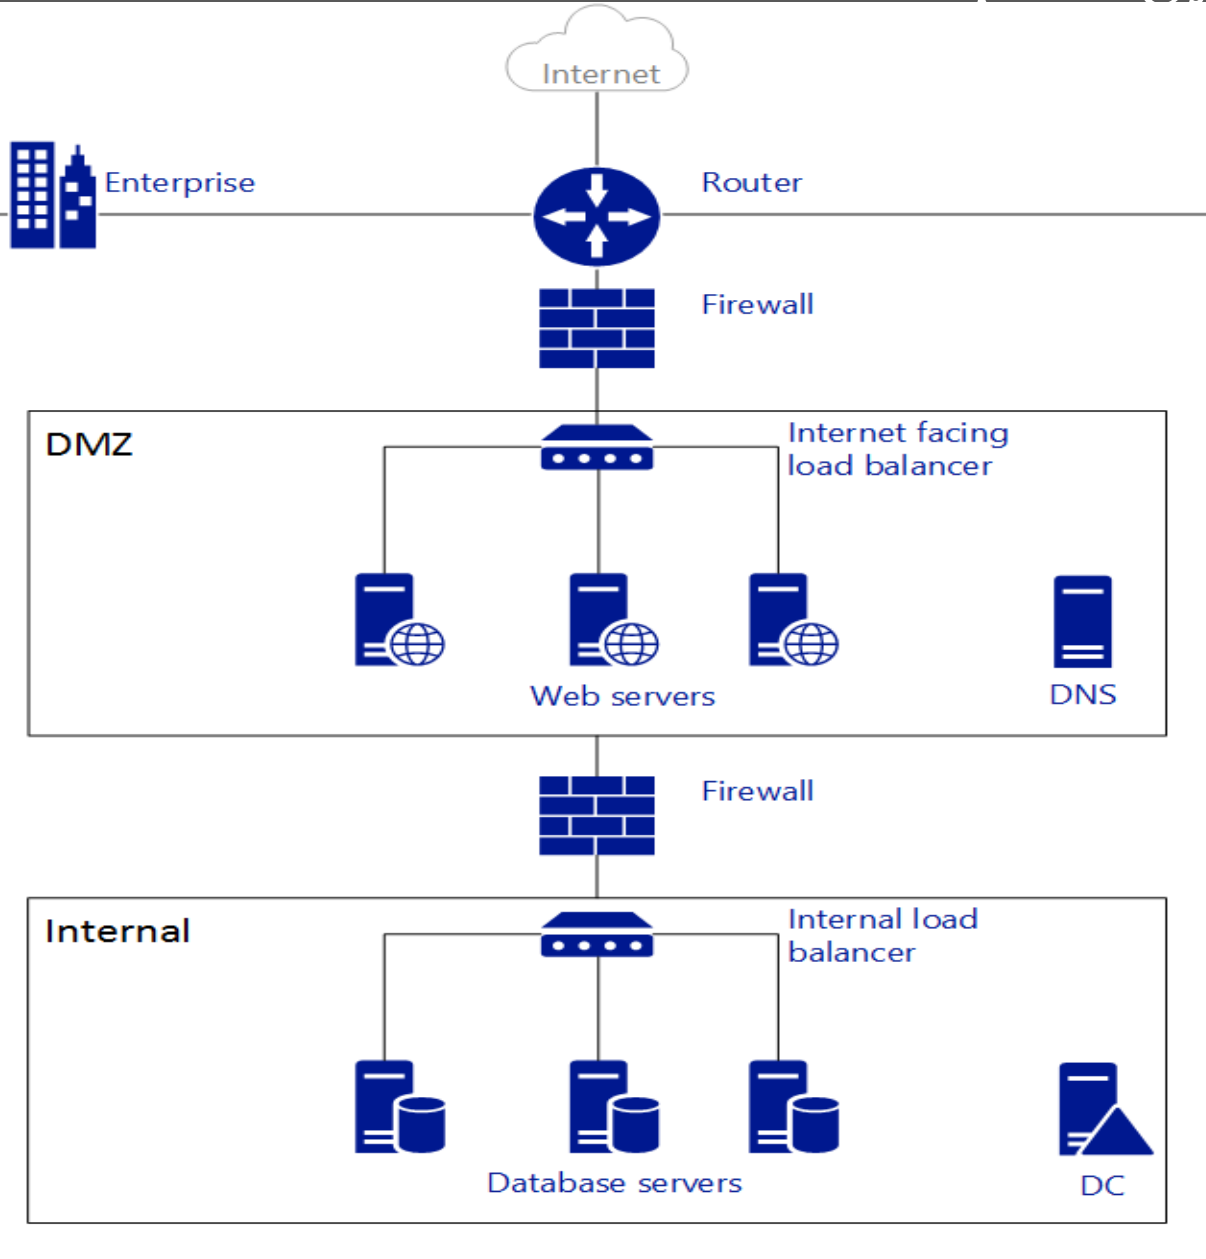 Internet
Enterprise
Router
Firewall
DMZ
Internet facing
load balancer
Web servers
DNS
Firewall
Internal
Internal load
balancer
Database servers
DC